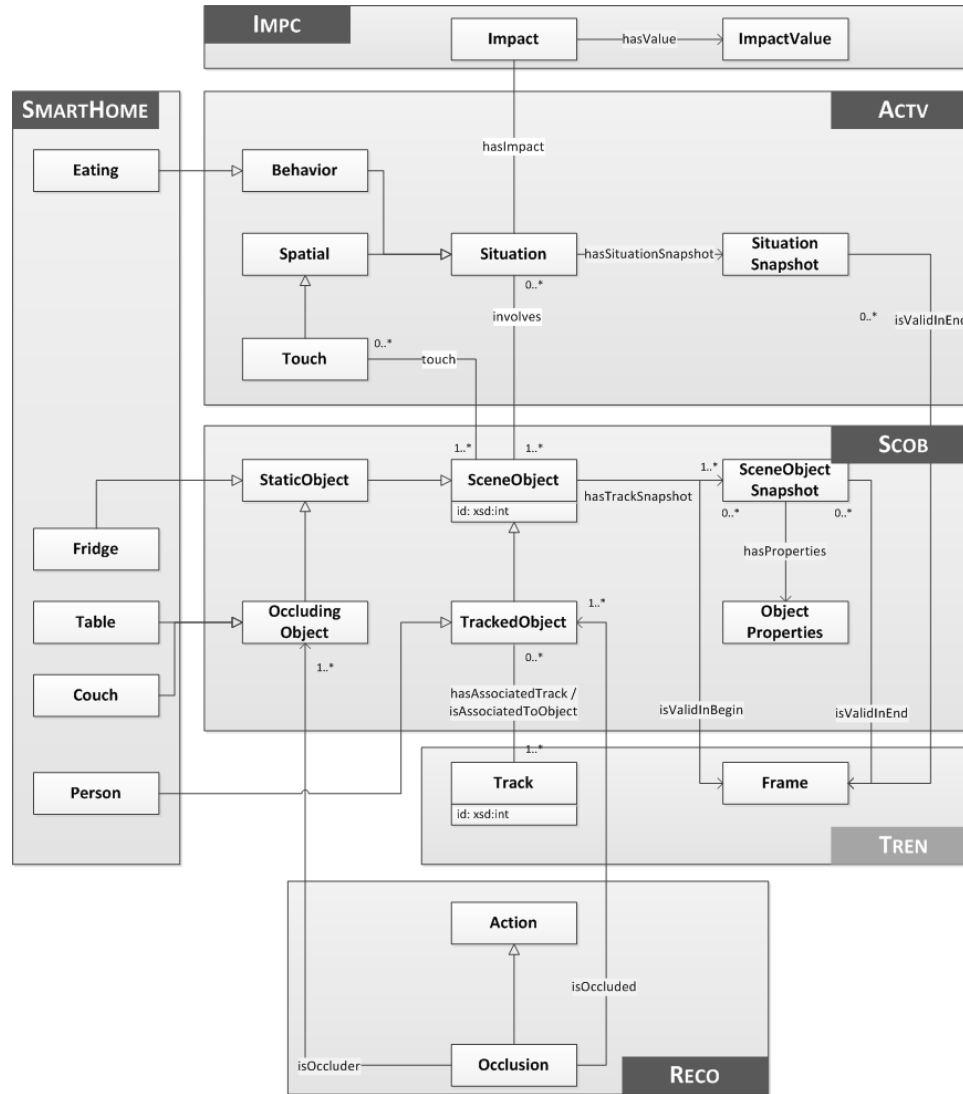 IMPC
Impact
hasValue
ImpactValue
SMARTHOME
ACTV
hasImpact
Eating
Behavior
Spatial
Situation
hasSituationSnapshot
Situation
Snapshot
0..*
involves
0..*
isValidInEnd
Touch
0..*
touch
1..*
1..*
SCOB
StaticObject
SceneObject
id: xsd:int
hasTrackSnapshot
1..*
SceneObject
Snapshot
0..*
0..*
Fridge
hasProperties
Table
Occluding
Object
1..*
TrackedObject
1..*
0..*
Object
Properties
Couch
hasAssociatedTrack /
isAssociatedToObject
isValidInBegin
isValidInEnd
1..*
Person
Track
id: xsd:int
Frame
TREN
Action
isOccluded
isOccluder
Occlusion
RECO